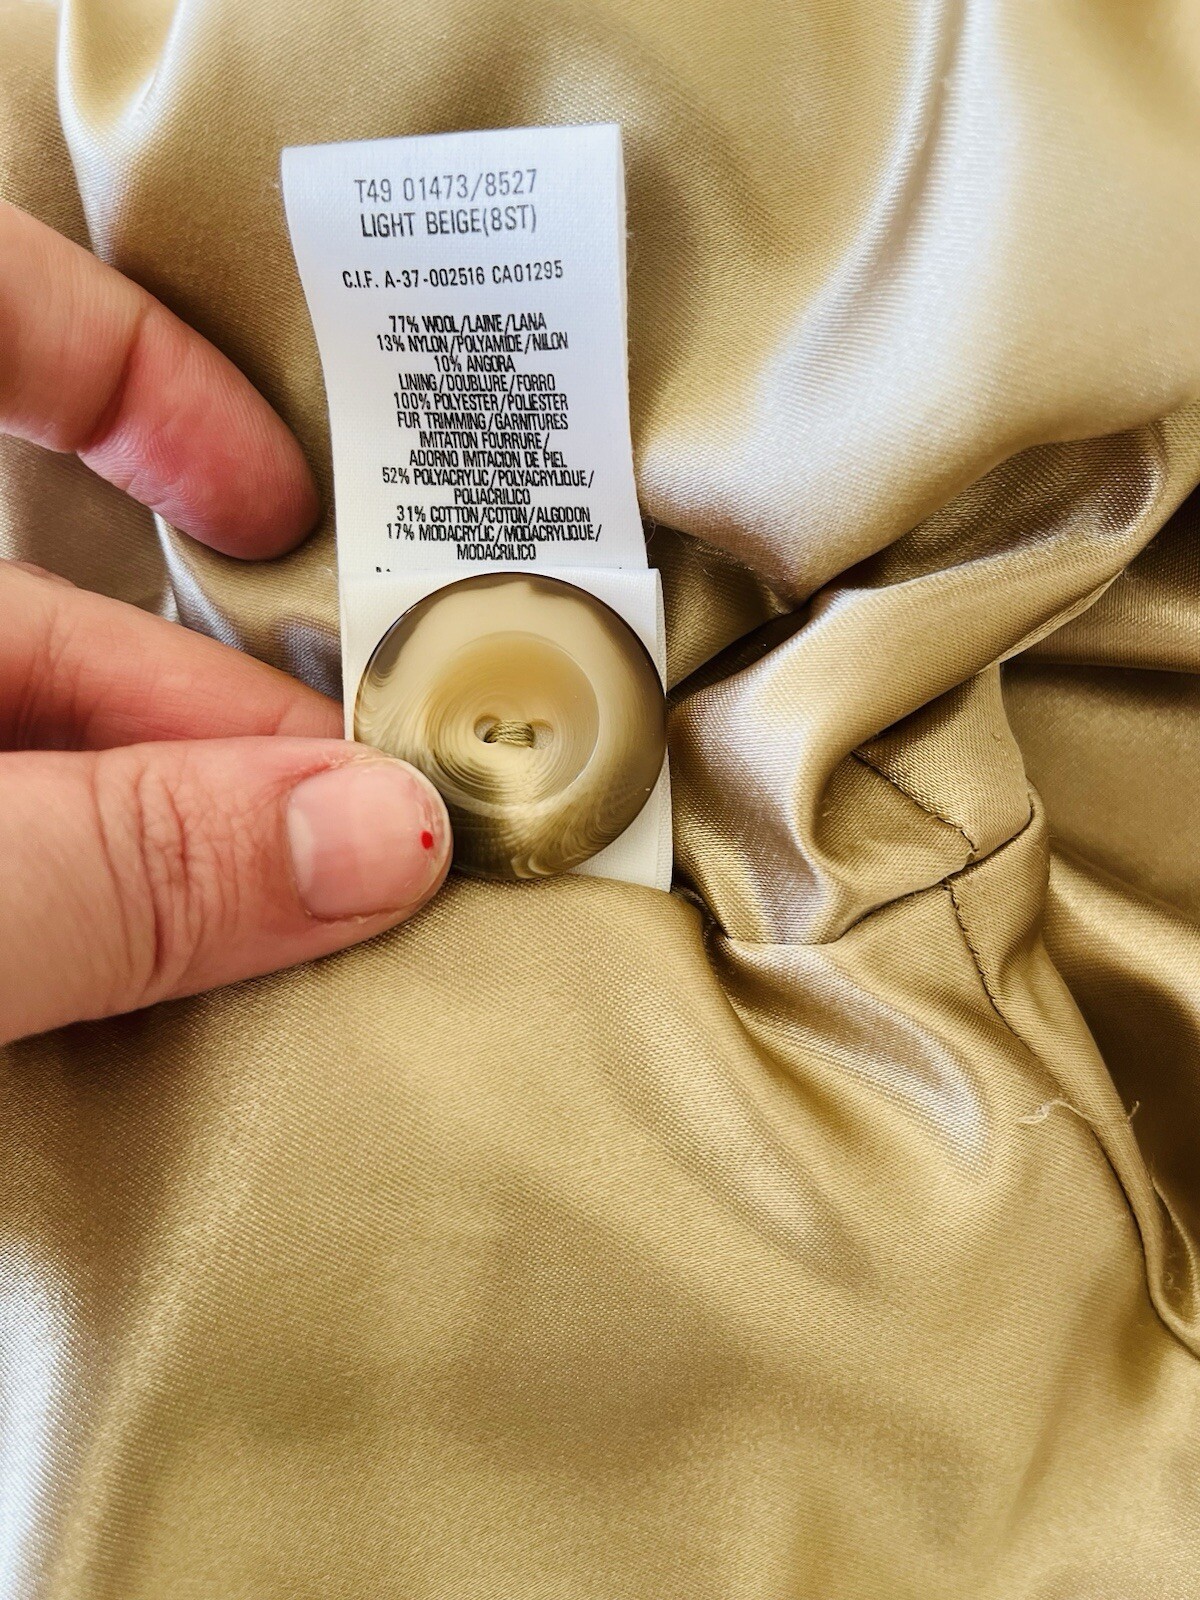 T49 01473/8527
LIGHT BEIGE(8ST)
C.I.F. A-37-002516 CA01295
77% WOOL/LAINE/LANA
13% NYLON/POLYAMIDE/NILON
10% ANGORA
LINING/DOUBLURE/FORRO
100% POLYESTER/POLIESTER
FUR TRIMMING/GARNITURES
IMITATION FOURRURE/
ADORNO IMITACION DE PIEL
52% POLYACRYLIC/POLYACRYLIQUE/
POLIACRILICO
31% COTTON/COTON/ALGODON
17% MODACRYLIC/MODACRYLIQUE/
MODACRILICO